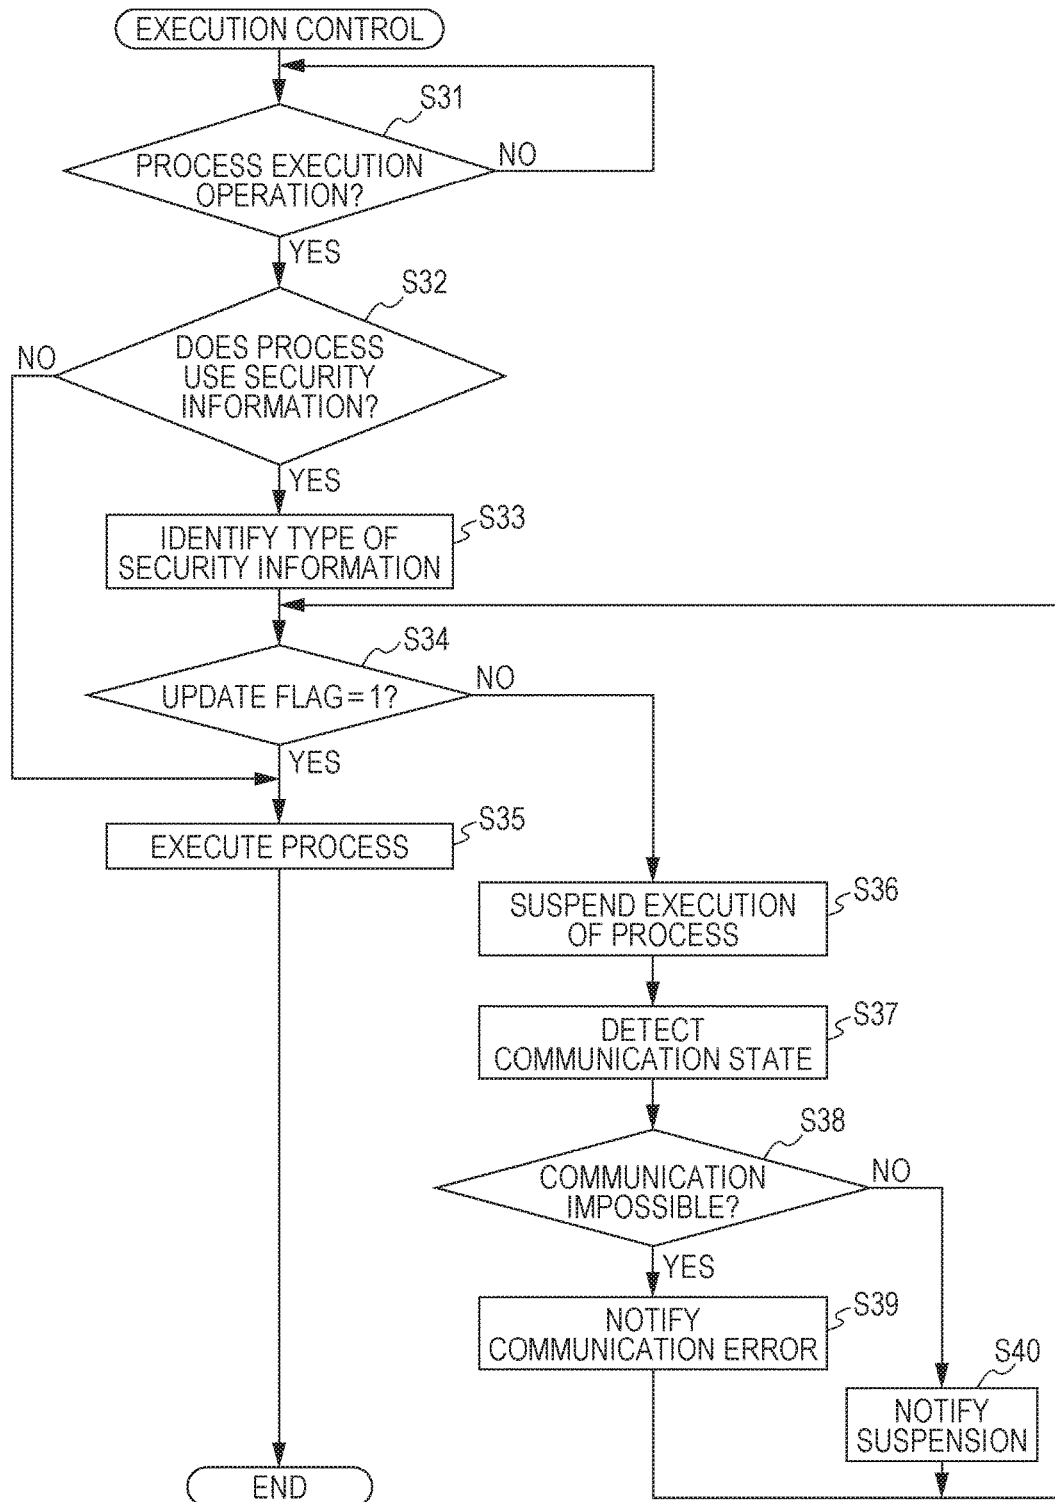 EXECUTION CONTROL
S31
PROCESS EXECUTION
OPERATION?
NO
YES
S32
DOES PROCESS
USE SECURITY
INFORMATION?
NO
YES
S33
IDENTIFY TYPE OF
SECURITY INFORMATION
S34
UPDATE FLAG = 1?
NO
YES
S35
EXECUTE PROCESS
S36
SUSPEND EXECUTION
OF PROCESS
S37
DETECT
COMMUNICATION STATE
S38
COMMUNICATION
IMPOSSIBLE?
NO
YES
S39
NOTIFY
COMMUNICATION ERROR
S40
NOTIFY
SUSPENSION
END